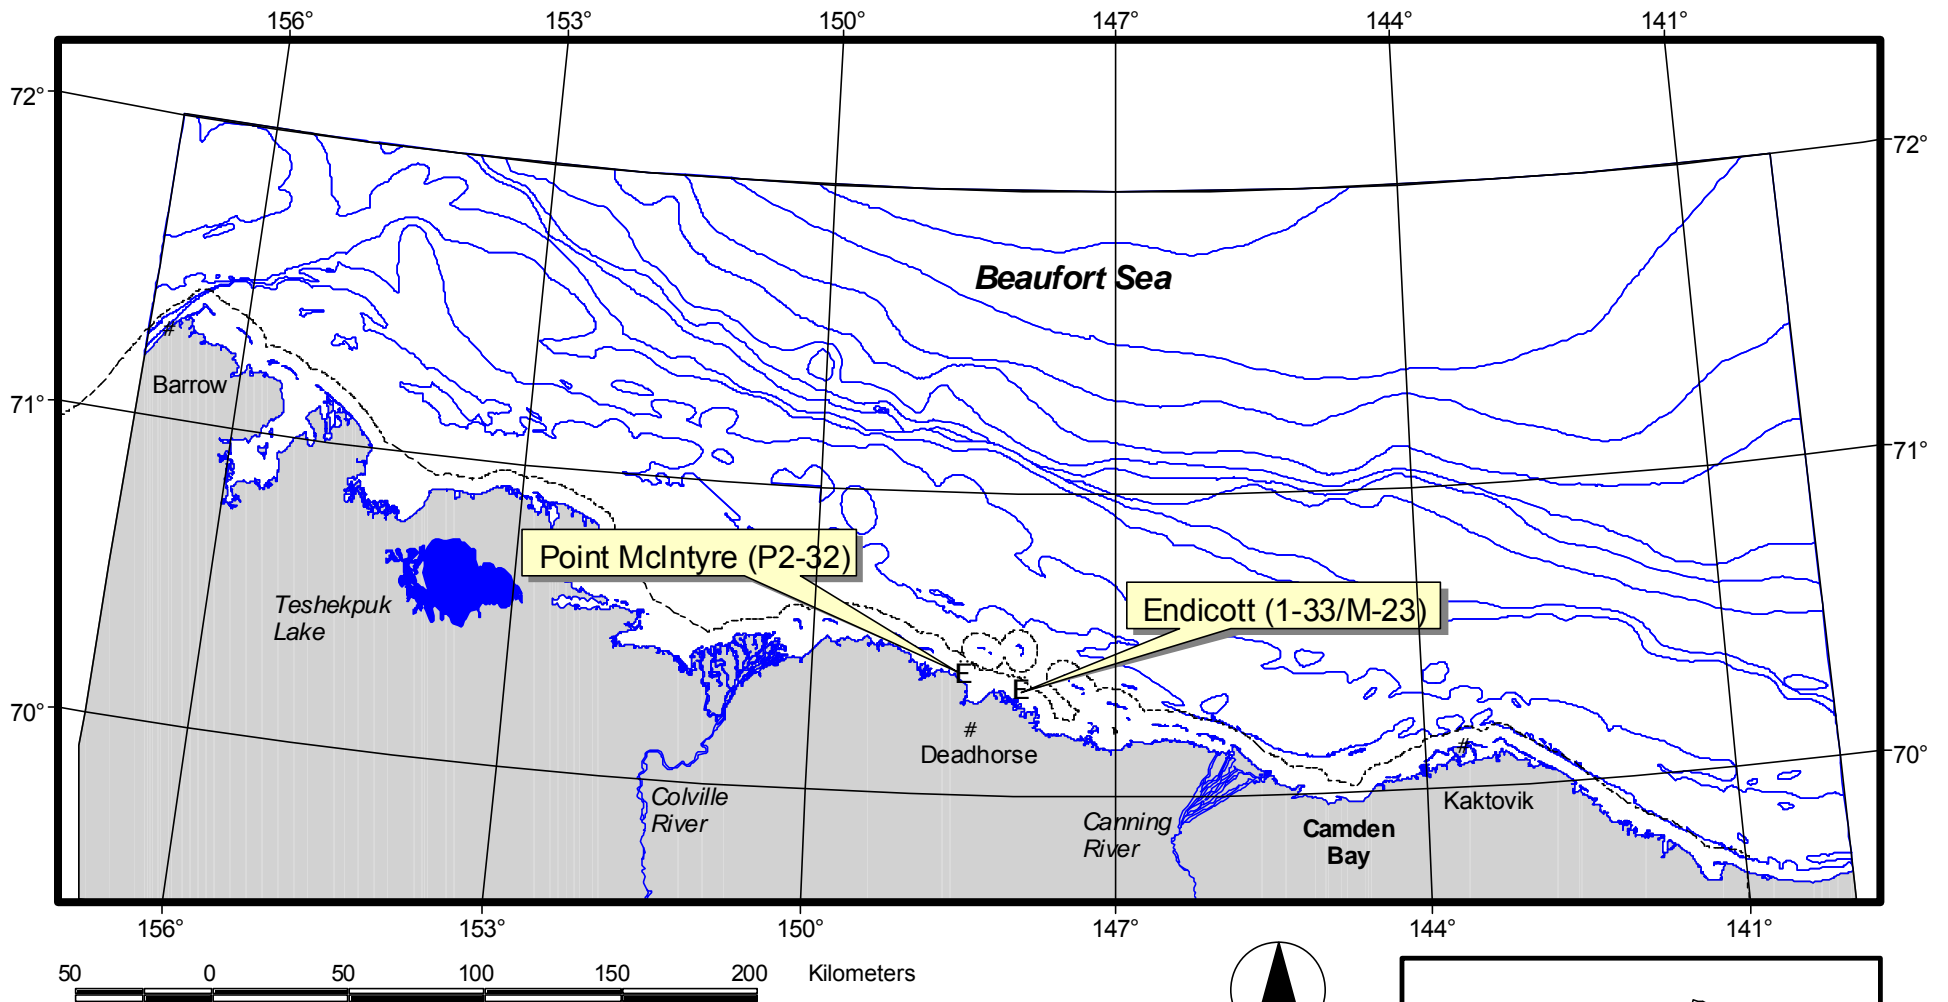 156° 153° 150° 147° 144° 141°
72°
72°
Beaufort Sea
#
Barrow
71°
71°
Point McIntyre (P2-32)
Endicott (1-33/M-23)
Teshekpuk
Lake
E
E
#
Deadhorse
#
70°
70°
Colville
River
Kaktovik
Canning
River
Camden
Bay
156° 153° 150° 147° 144° 141°
50 0 50 100 150 200 Kilometers